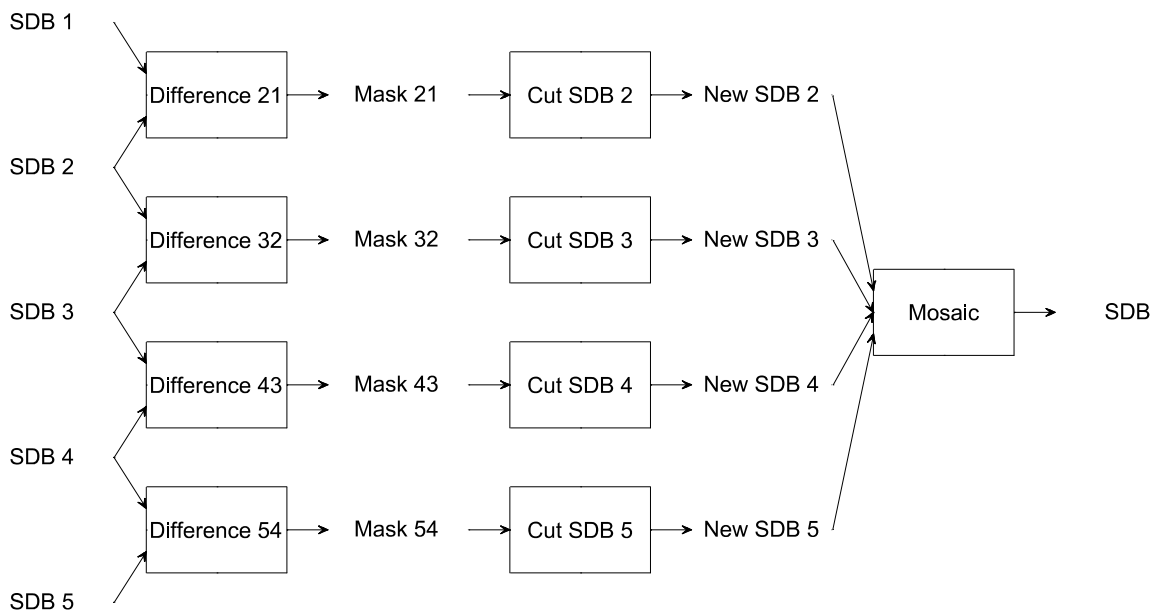 SDB 1
Difference 21
Mask 21
Cut SDB 2
New SDB 2
SDB 2
Difference 32
Mask 32
Cut SDB 3
New SDB 3
SDB 3
Mosaic
SDB
Difference 43
Mask 43
Cut SDB 4
New SDB 4
SDB 4
Difference 54
Mask 54
Cut SDB 5
New SDB 5
SDB 5